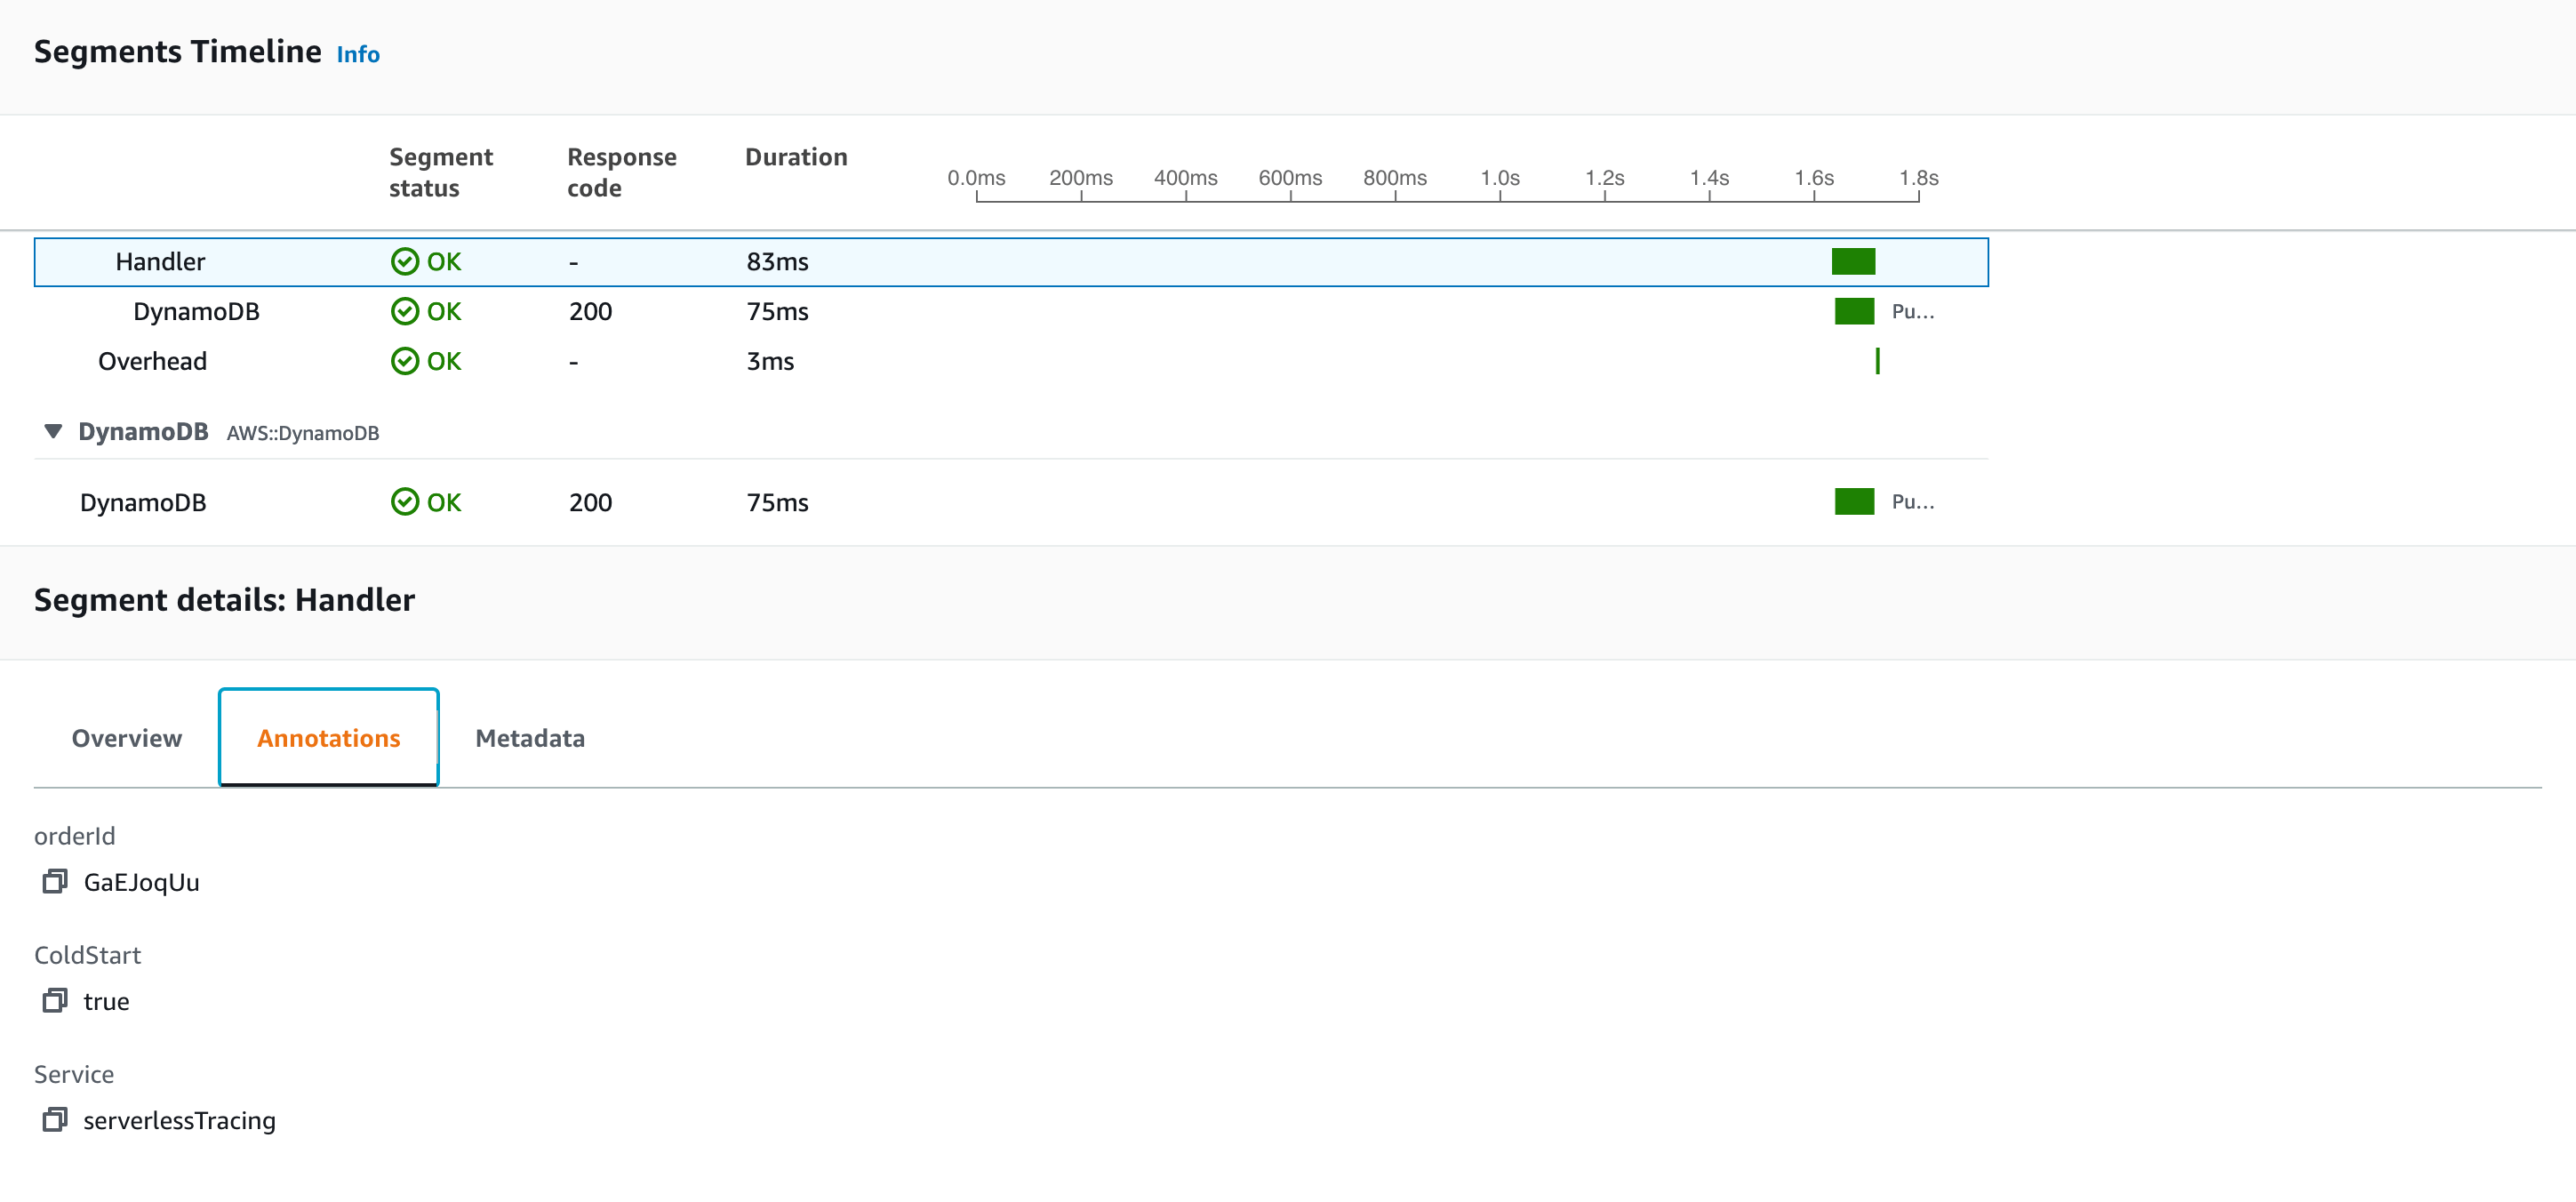 Segments Timeline Info
Segment status Response code Duration
0.0ms 200ms 400ms 600ms 800ms 1.0s 1.2s 1.4s 1.6s 1.8s
Handler OK - 83ms
DynamoDB OK 200 75ms Pu...
Overhead OK - 3ms
DynamoDB AWS::DynamoDB
DynamoDB OK 200 75ms Pu...
Segment details: Handler
Overview Annotations Metadata
orderId
GaEJoqUu
ColdStart
true
Service
serverlessTracing